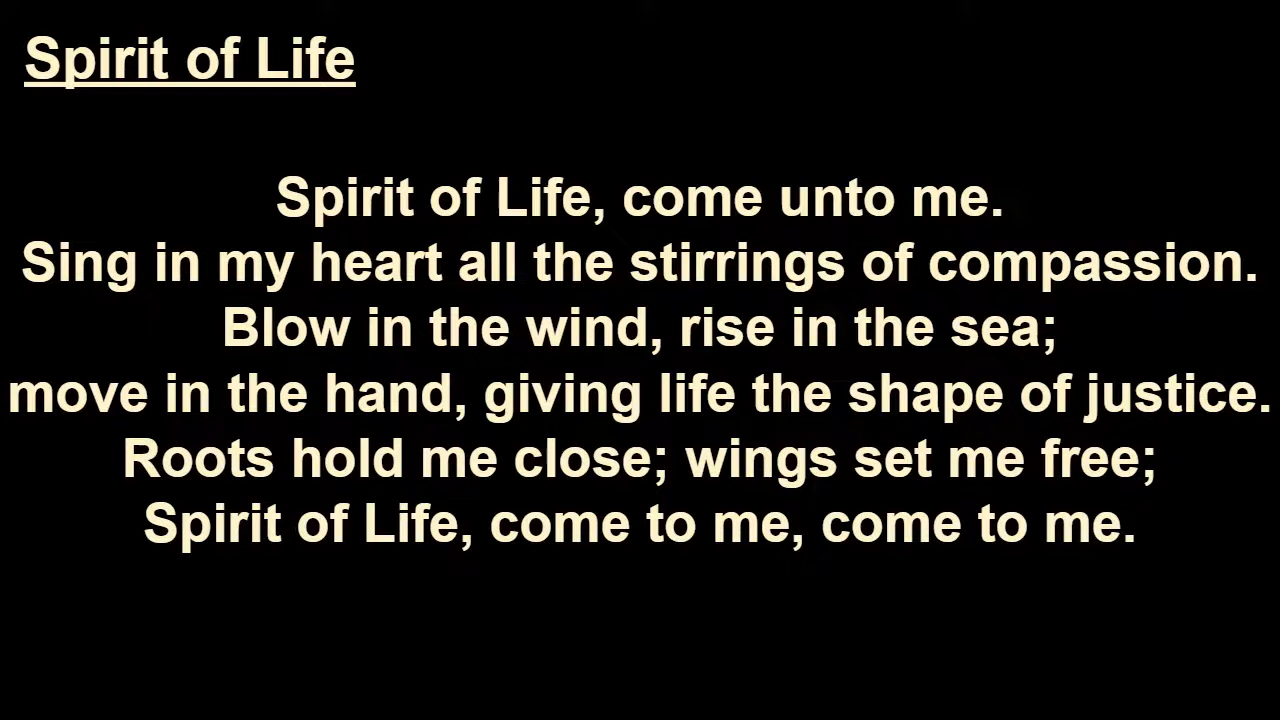 Spirit of Life
Spirit of Life, come unto me.
Sing in my heart all the stirrings of compassion.
Blow in the wind, rise in the sea;
move in the hand, giving life the shape of justice.
Roots hold me close; wings set me free;
Spirit of Life, come to me, come to me.